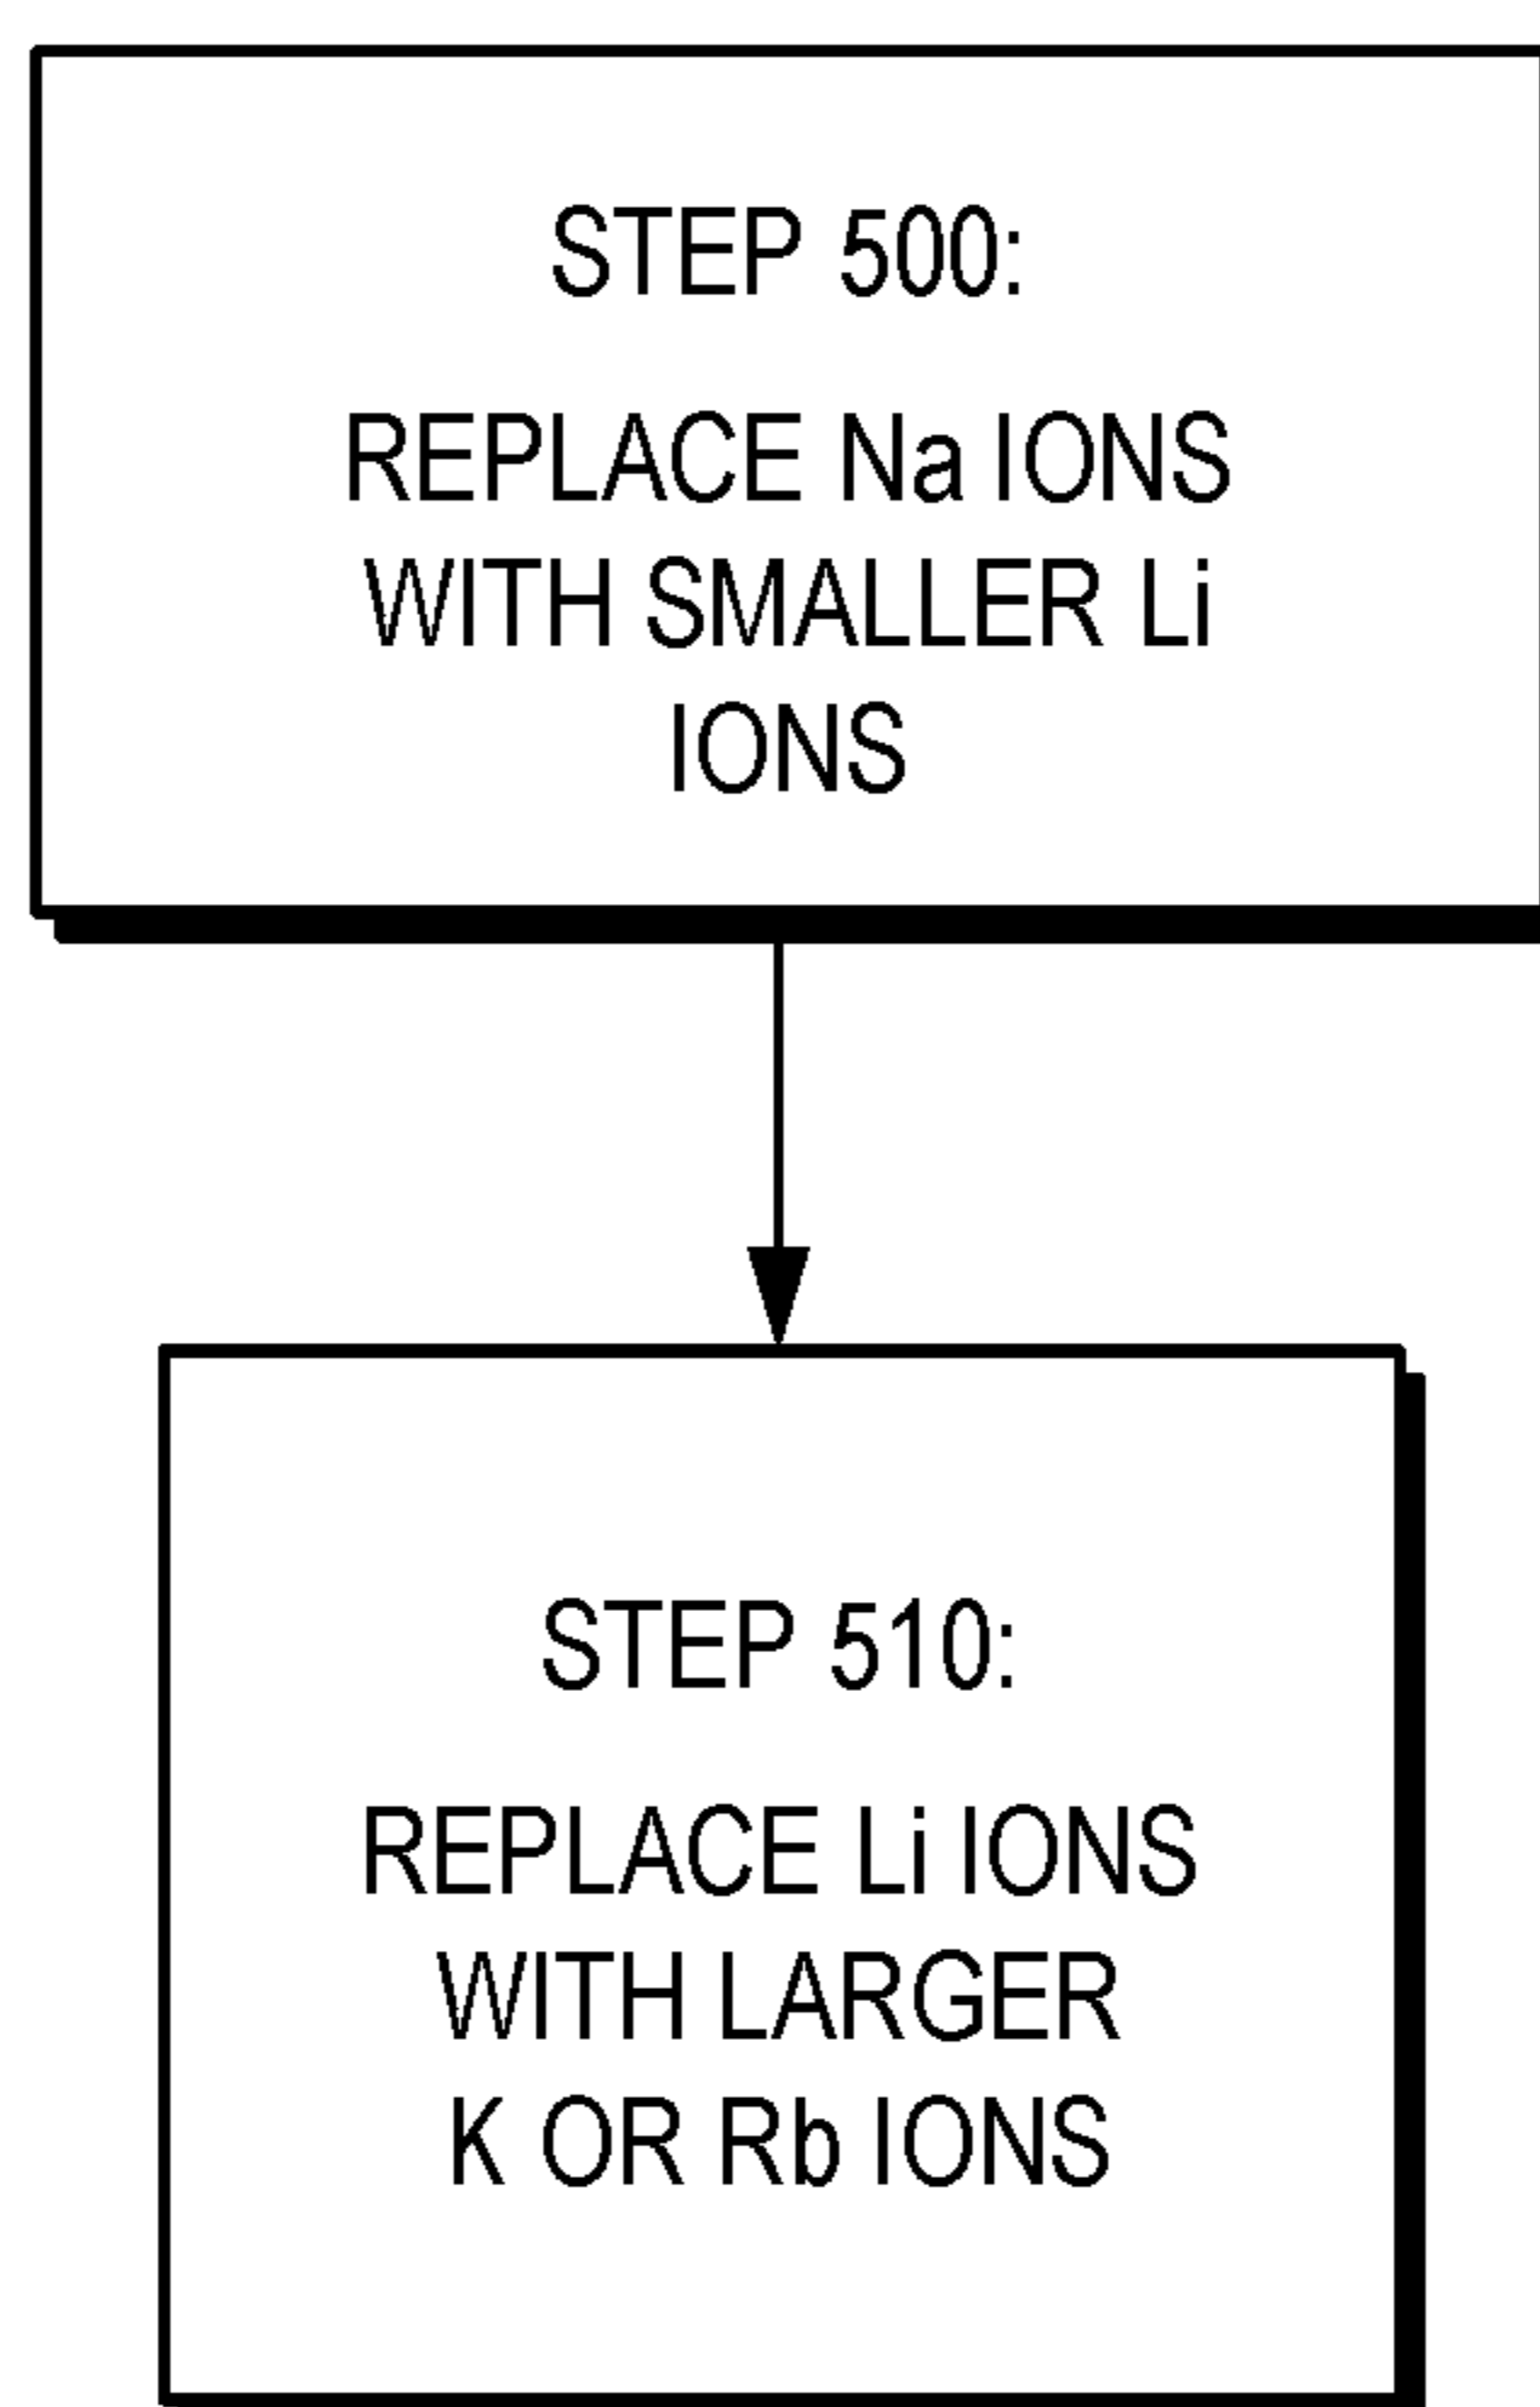 STEP 500:
REPLACE Na IONS
WITH SMALLER Li
IONS
STEP 510:
REPLACE Li IONS
WITH LARGER
K OR Rb IONS